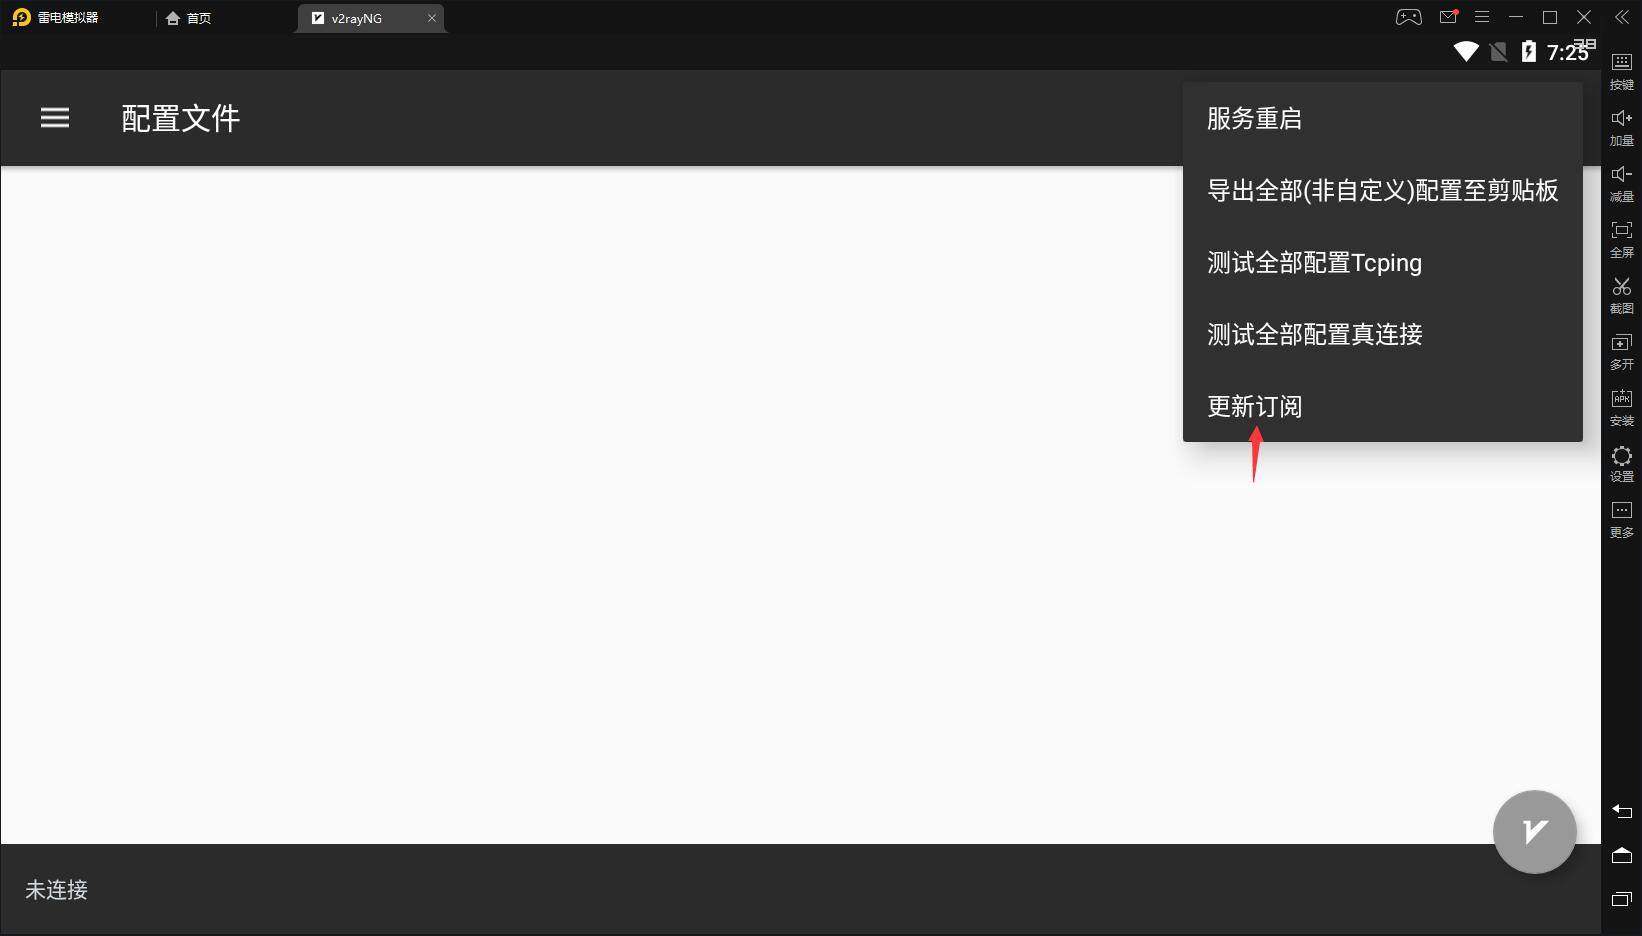 雷电模拟器
首页
v2rayNG
7:25
配置文件
服务重启
导出全部(非自定义)配置至剪贴板
测试全部配置Tcping
测试全部配置真连接
更新订阅
未连接
按键
加量
减量
全屏
截图
多开
APK
安装
设置
更多